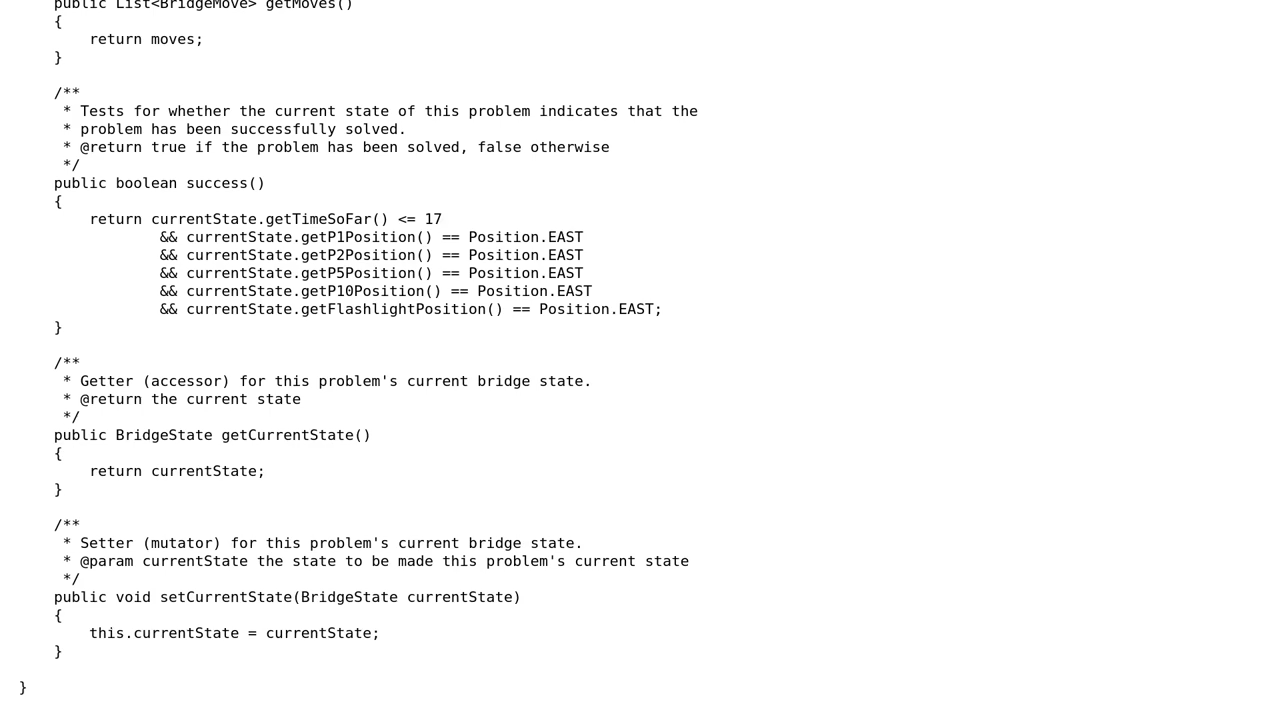 public List<BridgeMove> getMoves()
    {
        return moves;
    }

    /**
     * Tests for whether the current state of this problem indicates that the
     * problem has been successfully solved.
     * @return true if the problem has been solved, false otherwise
     */
    public boolean success()
    {
        return currentState.getTimeSoFar() <= 17
                && currentState.getP1Position() == Position.EAST
                && currentState.getP2Position() == Position.EAST
                && currentState.getP5Position() == Position.EAST
                && currentState.getP10Position() == Position.EAST
                && currentState.getFlashlightPosition() == Position.EAST;
    }

    /**
     * Getter (accessor) for this problem's current bridge state.
     * @return the current state
     */
    public BridgeState getCurrentState()
    {
        return currentState;
    }

    /**
     * Setter (mutator) for this problem's current bridge state.
     * @param currentState the state to be made this problem's current state
     */
    public void setCurrentState(BridgeState currentState)
    {
        this.currentState = currentState;
    }

}